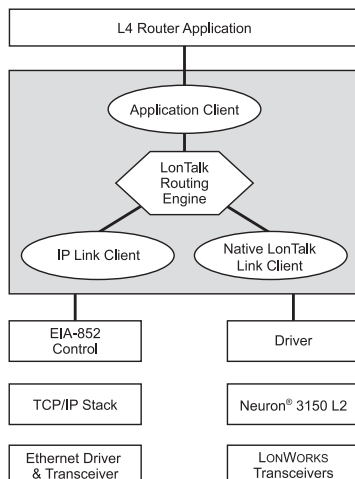 L4 Router Application
Application Client
LonTalk
Routing
Engine
IP Link Client
Native LonTalk
Link Client
EIA-852
Control
Driver
TCP/IP Stack
Neuron® 3150 L2
Ethernet Driver
& Transceiver
LONWORKS
Transceivers